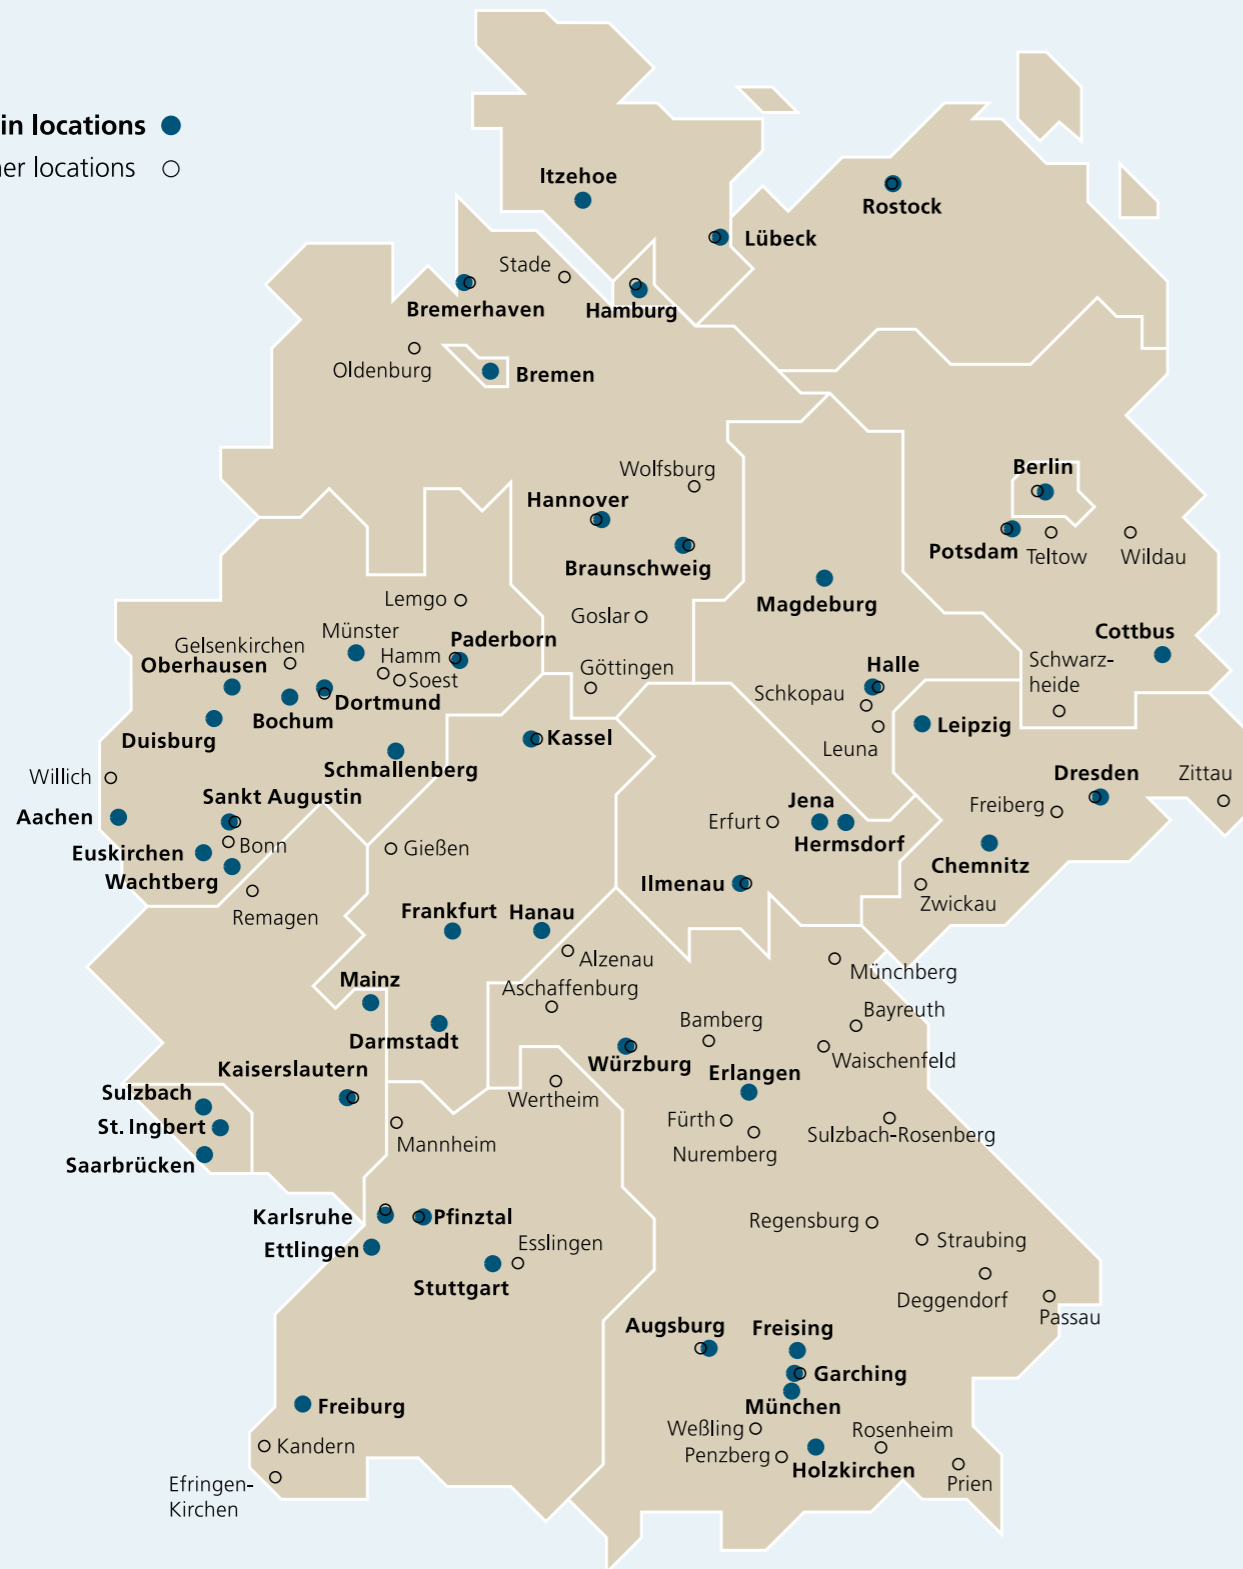 in locations
er locations
Itzehoe
Rostock
Lübeck
Stade
Bremerhaven
Hamburg
Oldenburg
Bremen
Wolfsburg
Berlin
Hannover
Potsdam
Teltow
Wildau
Braunschweig
Magdeburg
Lemgo
Goslar
Münster
Cottbus
Gelsenkirchen
Paderborn
Hamm
Oberhausen
Göttingen
Halle
Schwarz-
heide
Soest
Schkopau
Dortmund
Bochum
Leipzig
Duisburg
Kassel
Leuna
Schmallenberg
Willich
Dresden
Zittau
Sankt Augustin
Jena
Freiberg
Aachen
Erfurt
Hermsdorf
Bonn
Gießen
Euskirchen
Chemnitz
Wachtberg
Ilmenau
Zwickau
Remagen
Frankfurt
Hanau
Alzenau
Münchberg
Mainz
Aschaffenburg
Bayreuth
Bamberg
Darmstadt
Waischenfeld
Würzburg
Kaiserslautern
Erlangen
Sulzbach
Wertheim
St. Ingbert
Fürth
Sulzbach-Rosenberg
Mannheim
Nuremberg
Saarbrücken
Karlsruhe
Pfinztal
Regensburg
Straubing
Ettlingen
Esslingen
Stuttgart
Deggendorf
Passau
Augsburg
Freising
Garching
Freiburg
München
Weßling
Rosenheim
Kandern
Penzberg
Holzkirchen
Prien
Efringen-
Kirchen